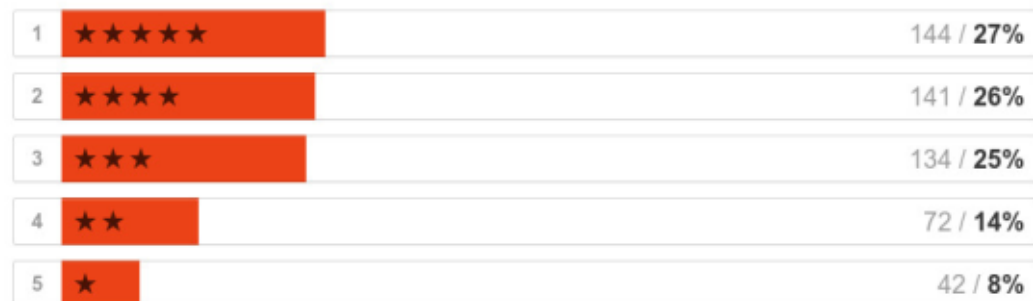 1 ★★★★★ 144 / 27%
2 ★★★★ 141 / 26%
3 ★★★ 134 / 25%
4 ★★ 72 / 14%
5 ★ 42 / 8%